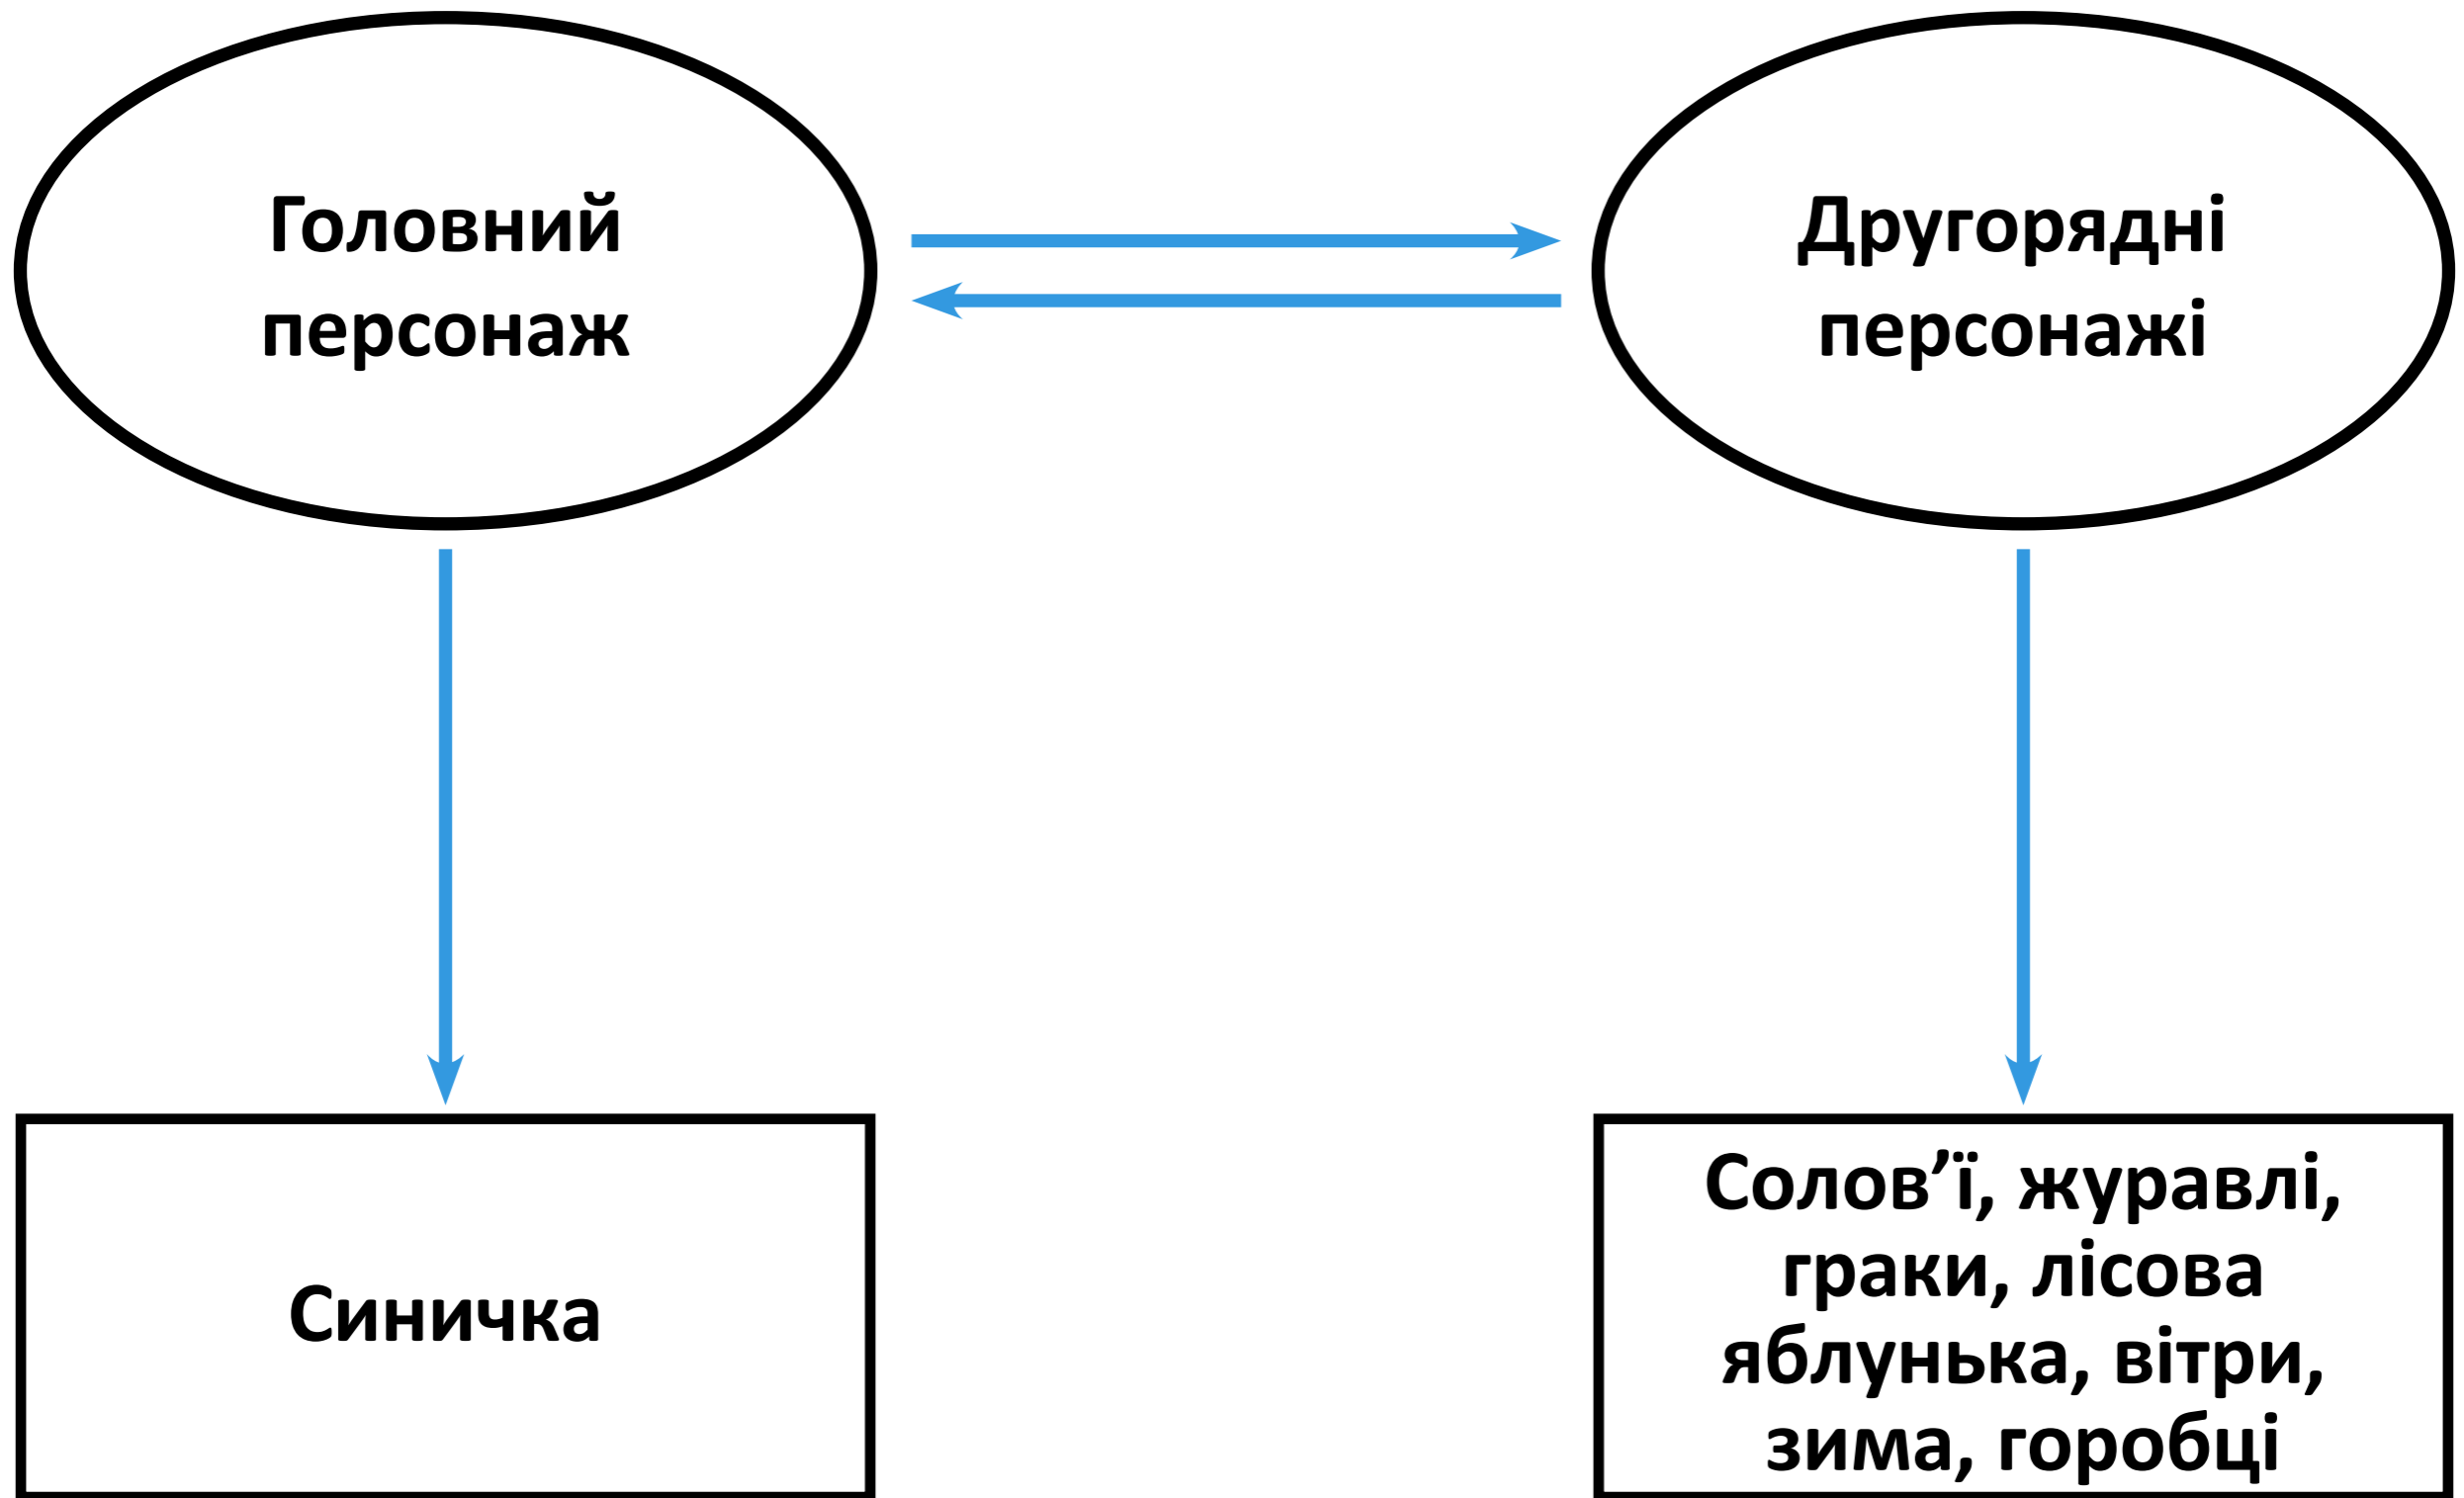 Головний
персонаж
Другорядні
персонажі
Синичка
Солов’ї, журавлі,
граки, лісова
яблунька, вітри,
зима, горобці